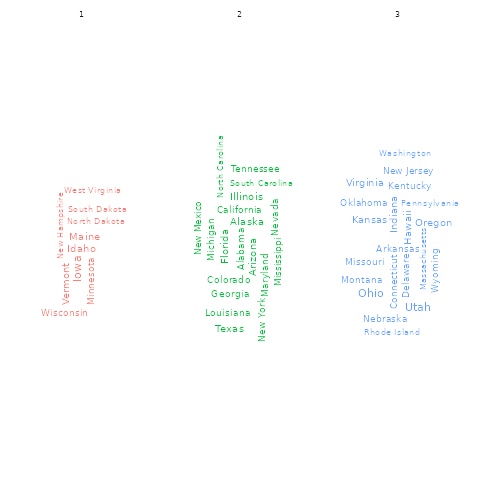 1
West Virginia
New Hampshire
South Dakota
North Dakota
Maine
Idaho
Iowa
Vermont
Minnesota
Wisconsin
2
North Carolina
Tennessee
South Carolina
Illinois
New Mexico
California
Nevada
Alaska
Michigan
Florida
Alabama
Arizona
Mississippi
Maryland
Colorado
Georgia
New York
Louisiana
Texas
3
Washington
New Jersey
Virginia
Kentucky
Oklahoma
Indiana
Pennsylvania
Hawaii
Kansas
Oregon
Arkansas
Massachusetts
Missouri
Connecticut
Delaware
Wyoming
Montana
Ohio
Utah
Nebraska
Rhode Island